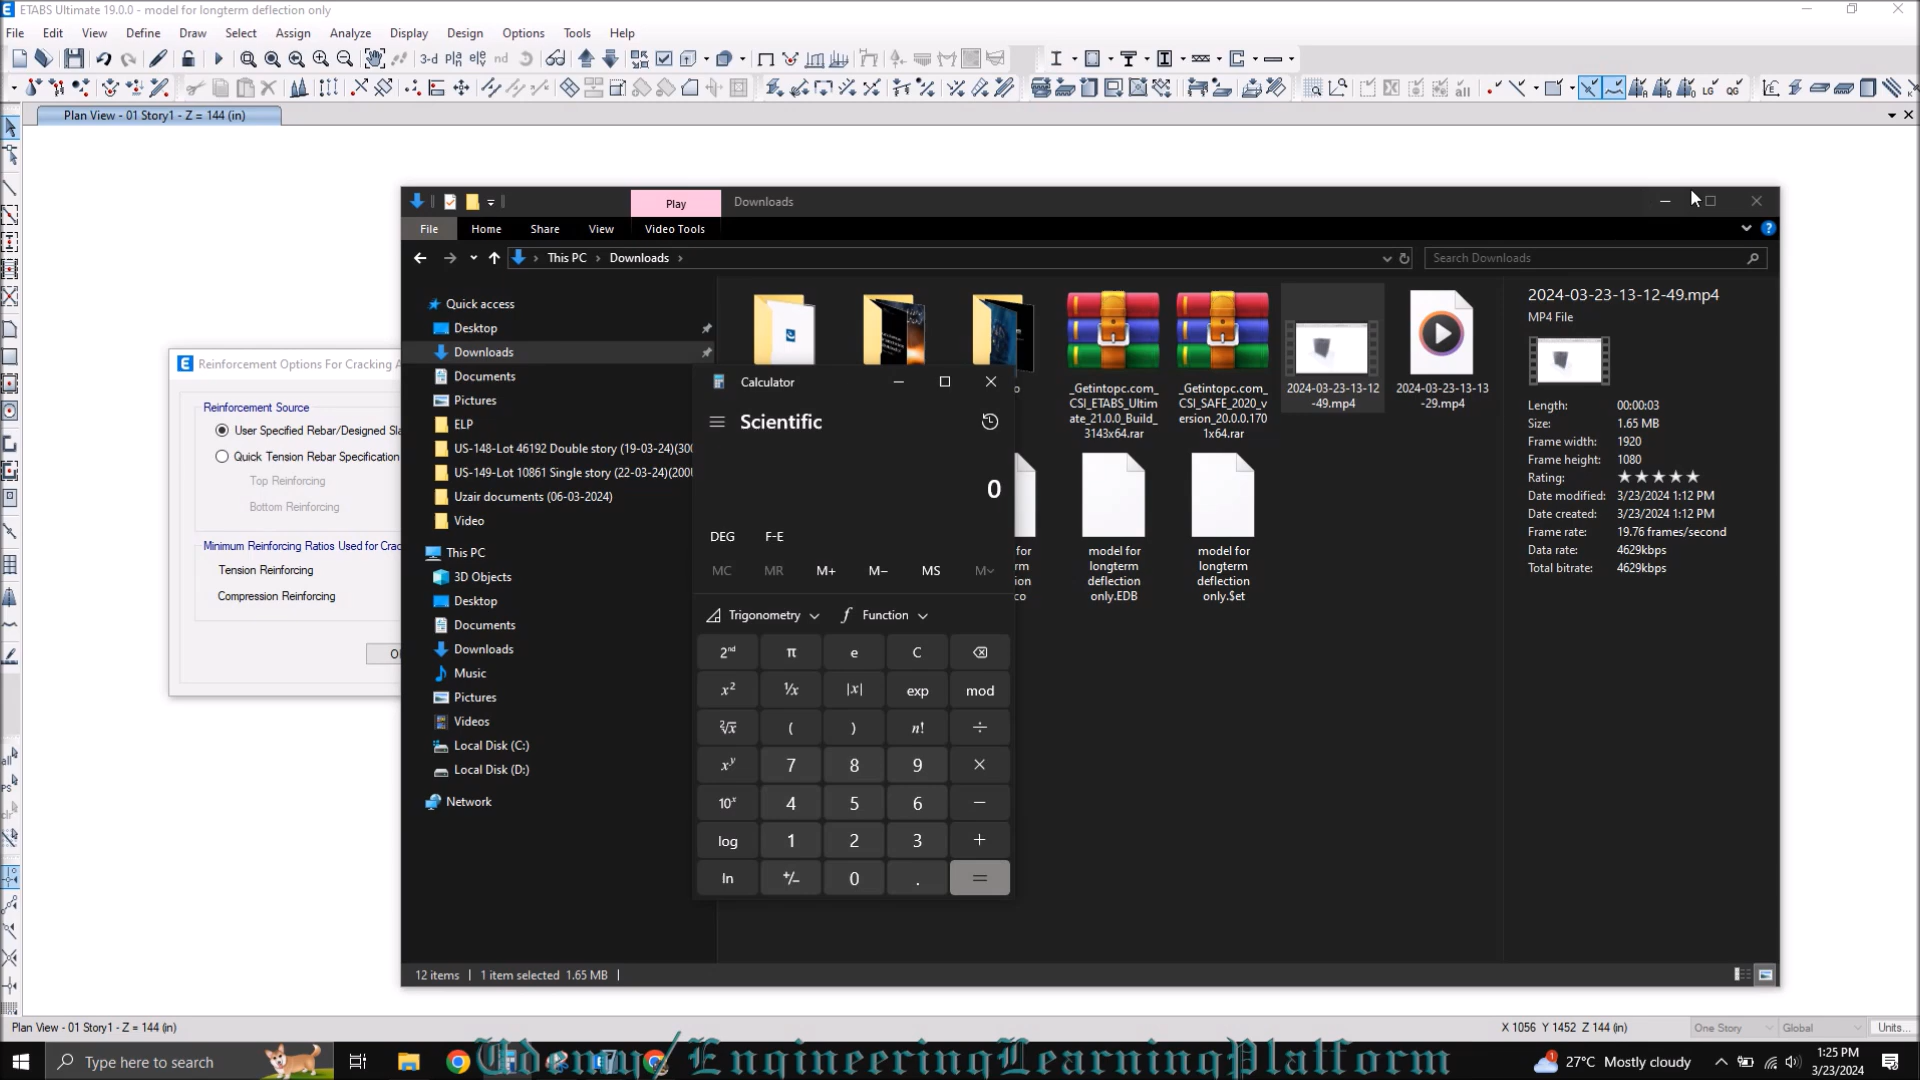 ETABS Ultimate 19.0.0 - model for longterm deflection only
File Edit View Define Draw Select Assign Analyze Display Design Options Tools Help
3-d
nd
all
LG
QG
Plan View - 01 Story1 - Z = 144 (in)
Play
Downloads
File Home Share View Video Tools
This PC > Downloads >
Search Downloads
Reinforcement Options For Cracking A
Reinforcement Source
User Specified Rebar/Designed Sla
Quick Tension Rebar Specification
Top Reinforcing
Bottom Reinforcing
Minimum Reinforcing Ratios Used for Crac
Tension Reinforcing
Compression Reinforcing
Quick access
Desktop
Downloads
Documents
Pictures
ELP
US-148-Lot 46192 Double story (19-03-24)(300
US-149-Lot 10861 Single story (22-03-24)(200
Uzair documents (06-03-2024)
Video
This PC
3D Objects
Desktop
Documents
Downloads
Music
Pictures
Videos
Local Disk (C:)
Local Disk (D:)
Network
_Getintopc.com_
CSI_ETABS_Ultim
ate_21.0.0_Build_
3143x64.rar
_Getintopc.com_
CSI_SAFE_2020_v
ersion_20.0.0.170
1x64.rar
2024-03-23-13-12
-49.mp4
2024-03-23-13-13
-29.mp4
model for
longterm
deflection
only.EDB
model for
longterm
deflection
only.$et
2024-03-23-13-12-49.mp4
MP4 File
Length: 00:00:03
Size: 1.65 MB
Frame width: 1920
Frame height: 1080
Rating:
Date modified: 3/23/2024 1:12 PM
Date created: 3/23/2024 1:12 PM
Frame rate: 19.76 frames/second
Data rate: 4629kbps
Total bitrate: 4629kbps
Calculator
Scientific
0
DEG F-E
MC MR M+ M− MS M˅
Trigonometry Function
2nd π e C
x² ¹⁄x |x| exp mod
²√x ( ) n! ÷
xʸ 7 8 9 ×
10ˣ 4 5 6 −
log 1 2 3 +
ln +/− 0 . =
12 items 1 item selected 1.65 MB
Plan View - 01 Story1 - Z = 144 (in)
X 1056 Y 1452 Z 144 (in)
One Story
Global
Units...
Type here to search
Udemy/EngineeringLearningPlatform
27°C Mostly cloudy
1:25 PM
3/23/2024